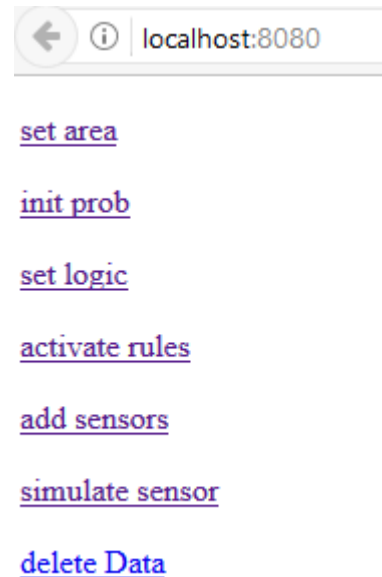 localhost:8080
set area
init prob
set logic
activate rules
add sensors
simulate sensor
delete Data